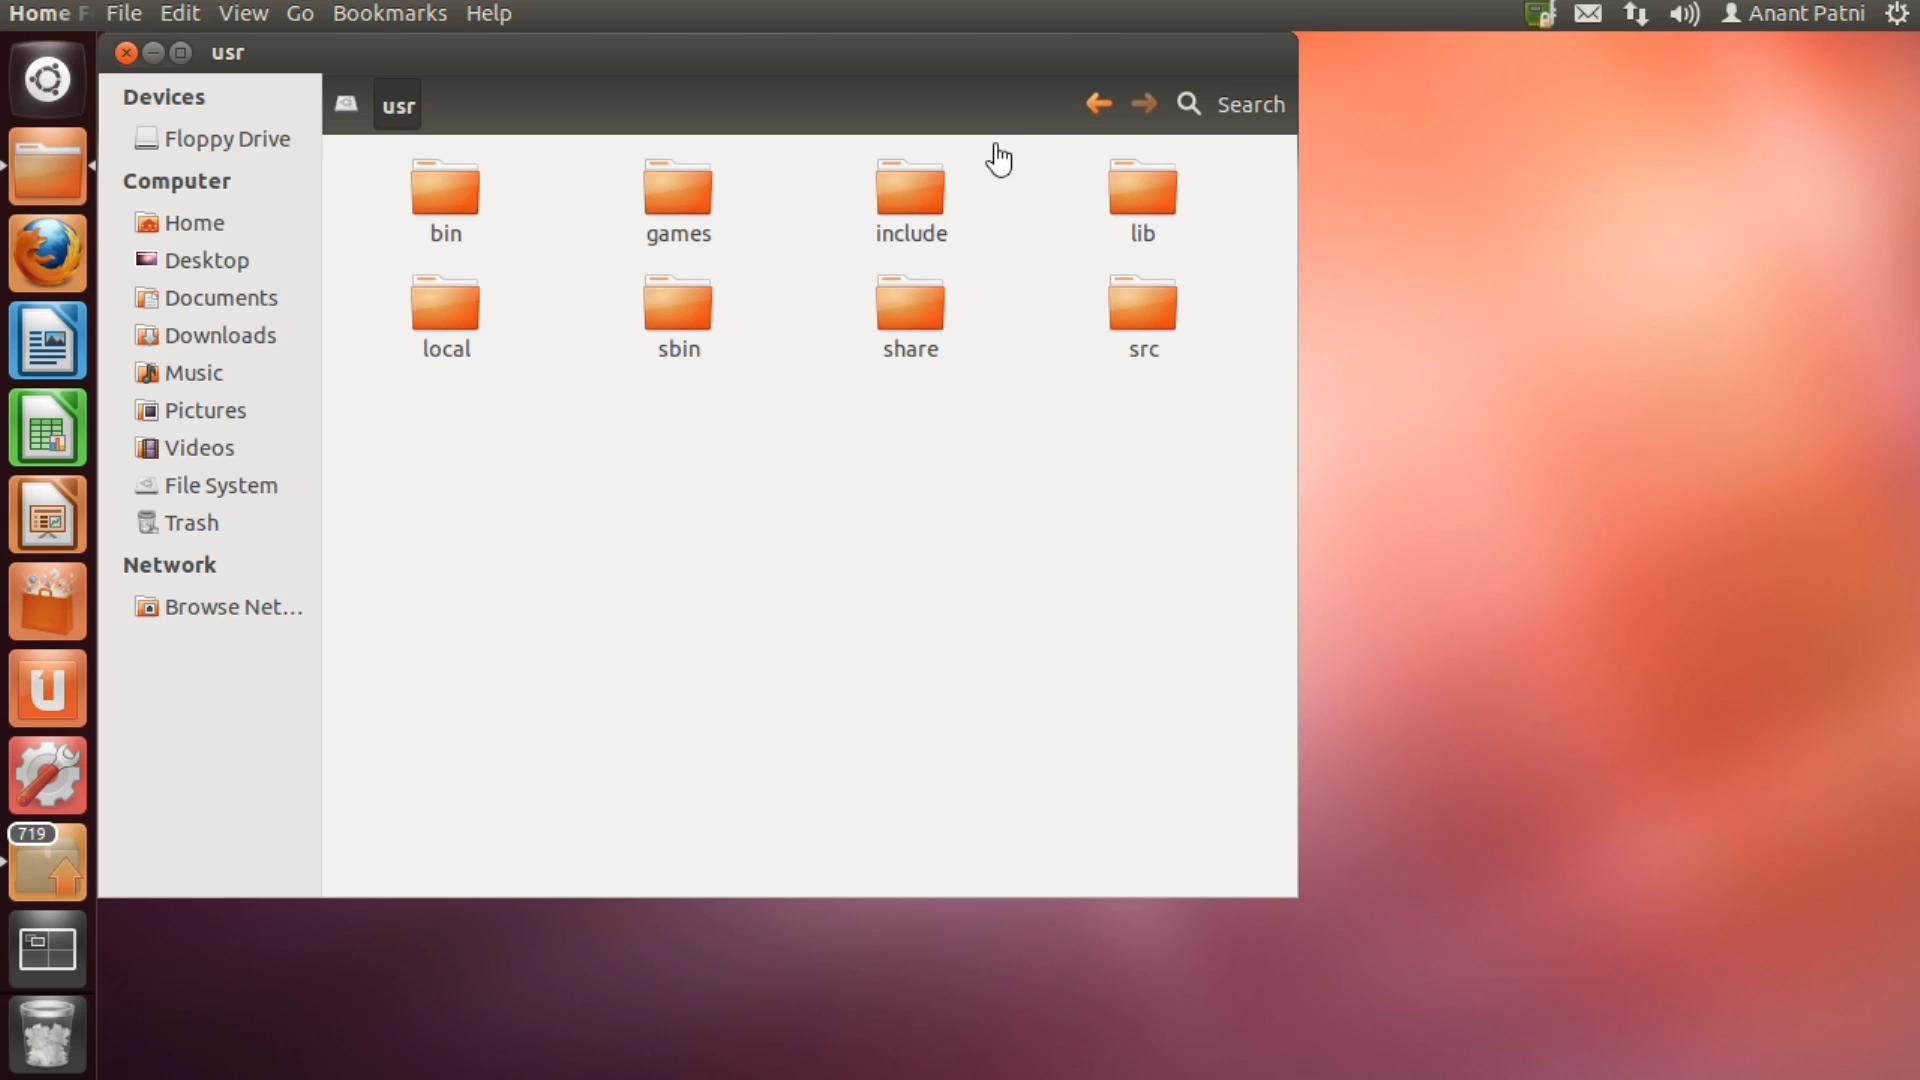 Home File Edit View Go Bookmarks Help Anant Patni
usr
Devices
usr
Search
Floppy Drive
Computer
Home
Desktop
Documents
Downloads
Music
Pictures
Videos
File System
Trash
Network
Browse Net...
bin games include lib
local sbin share src
719